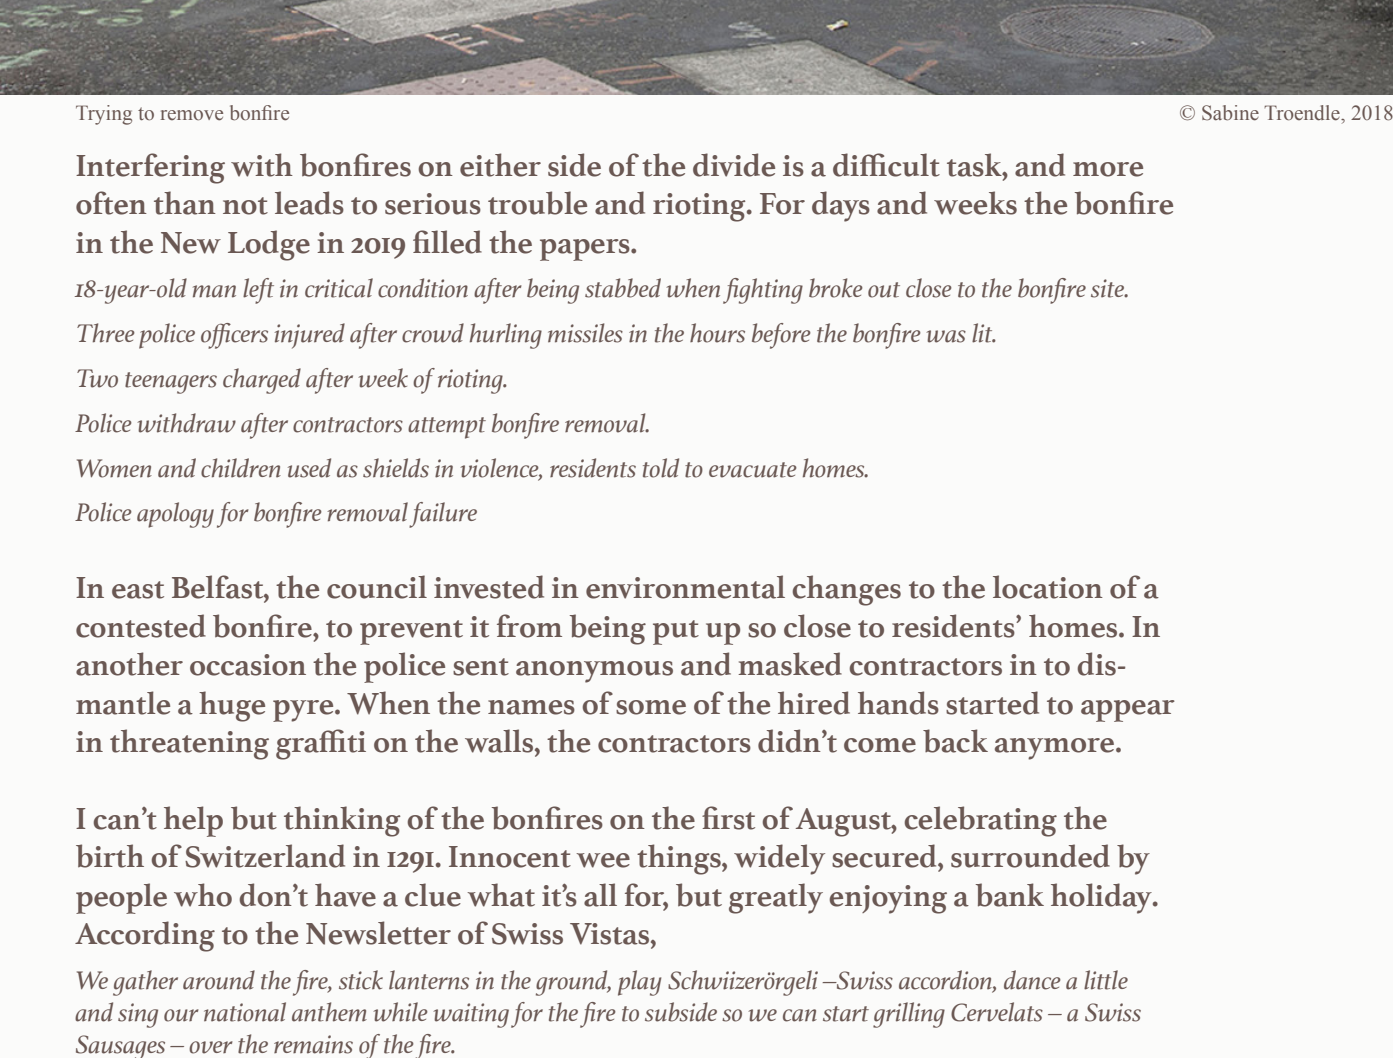 Trying to remove bonfire
© Sabine Troendle, 2018
Interfering with bonfires on either side of the divide is a difficult task, and more
often than not leads to serious trouble and rioting. For days and weeks the bonfire
in the New Lodge in 2019 filled the papers.
18-year-old man left in critical condition after being stabbed when fighting broke out close to the bonfire site.
Three police officers injured after crowd hurling missiles in the hours before the bonfire was lit.
Two teenagers charged after week of rioting.
Police withdraw after contractors attempt bonfire removal.
Women and children used as shields in violence, residents told to evacuate homes.
Police apology for bonfire removal failure
In east Belfast, the council invested in environmental changes to the location of a
contested bonfire, to prevent it from being put up so close to residents’ homes. In
another occasion the police sent anonymous and masked contractors in to dis-
mantle a huge pyre. When the names of some of the hired hands started to appear
in threatening graffiti on the walls, the contractors didn’t come back anymore.
I can’t help but thinking of the bonfires on the first of August, celebrating the
birth of Switzerland in 1291. Innocent wee things, widely secured, surrounded by
people who don’t have a clue what it’s all for, but greatly enjoying a bank holiday.
According to the Newsletter of Swiss Vistas,
We gather around the fire, stick lanterns in the ground, play Schwiizerörgeli –Swiss accordion, dance a little
and sing our national anthem while waiting for the fire to subside so we can start grilling Cervelats – a Swiss
Sausages – over the remains of the fire.